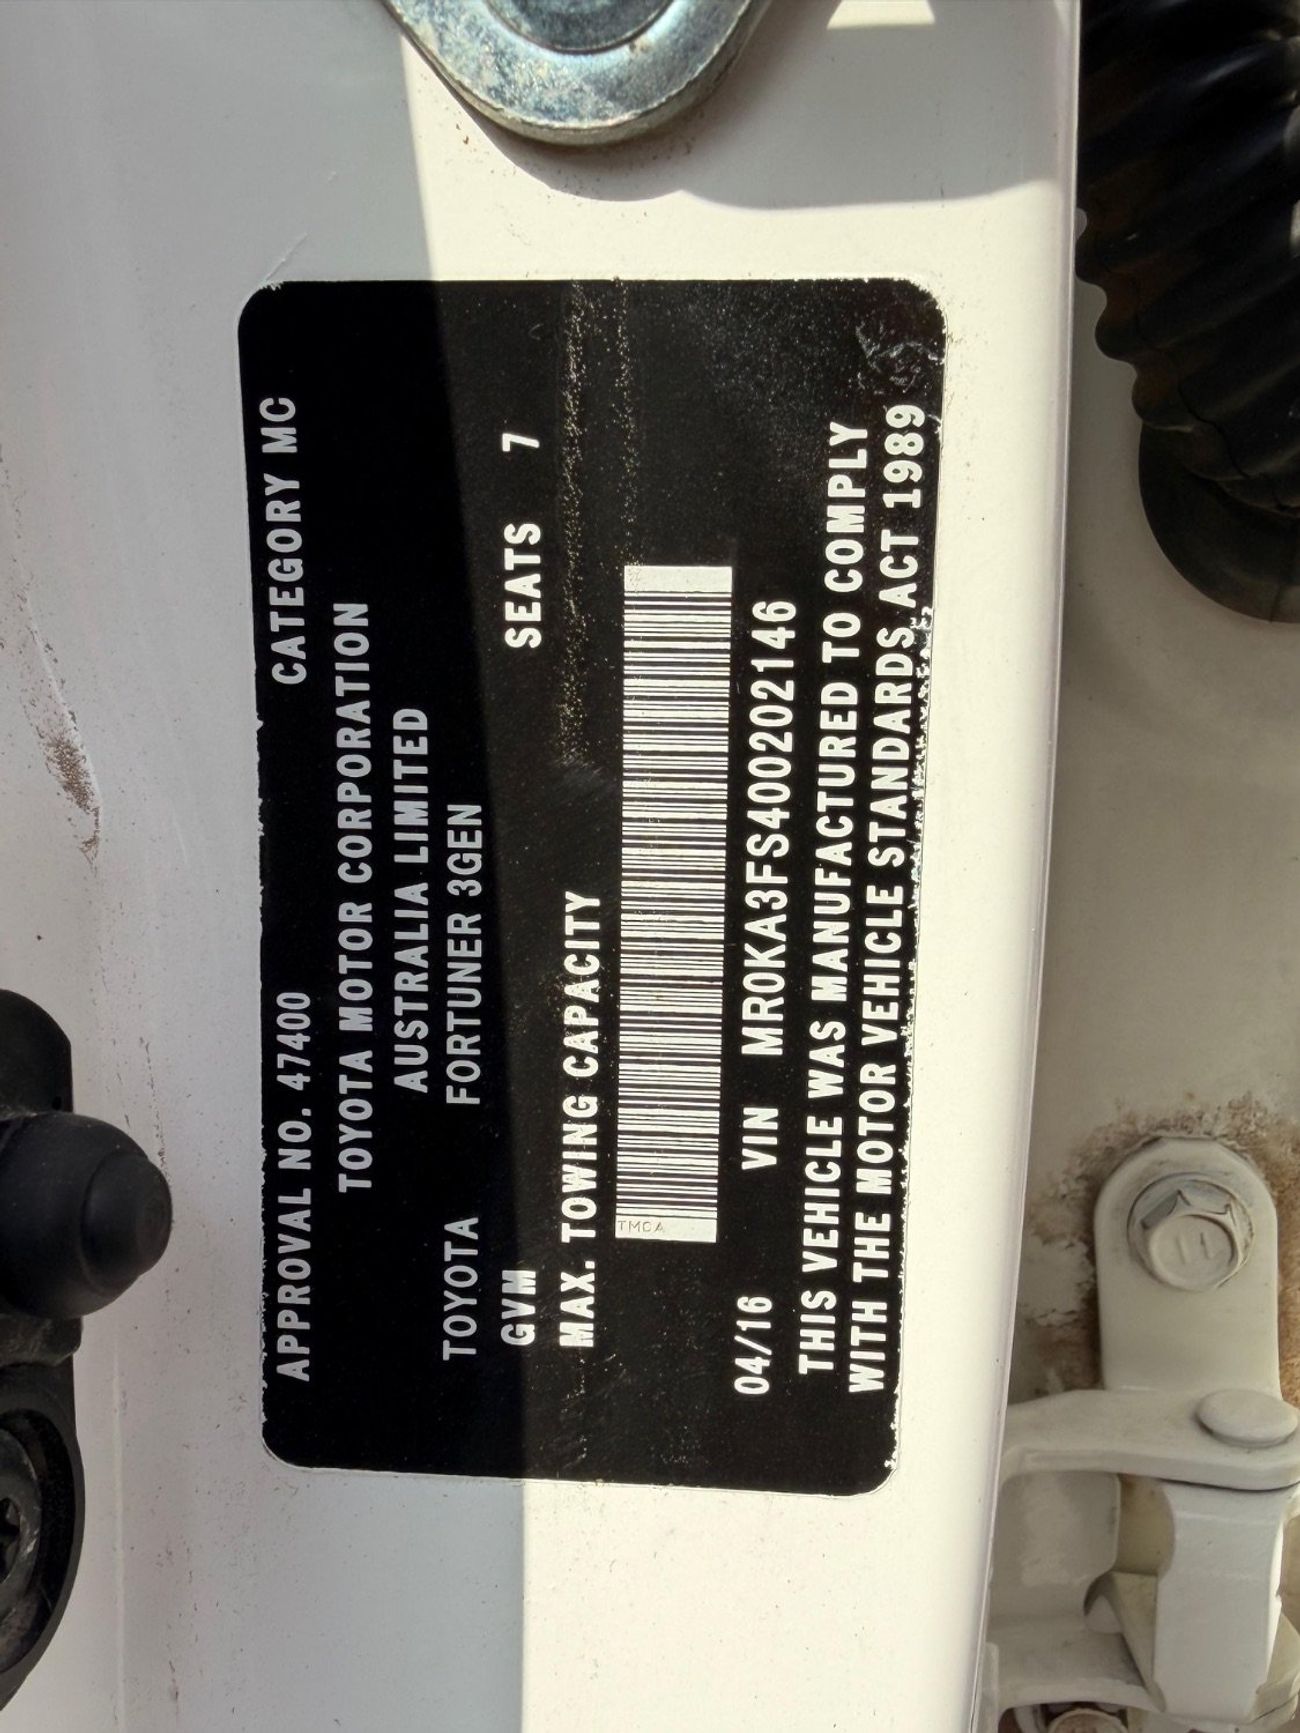 APPROVAL NO. 47400 CATEGORY MC
TOYOTA MOTOR CORPORATION
AUSTRALIA LIMITED
TOYOTA FORTUNER 3GEN
GVM SEATS 7
MAX. TOWING CAPACITY
TMCA
04/16 VIN MR0KA3FS400202146
THIS VEHICLE WAS MANUFACTURED TO COMPLY
WITH THE MOTOR VEHICLE STANDARDS ACT 1989